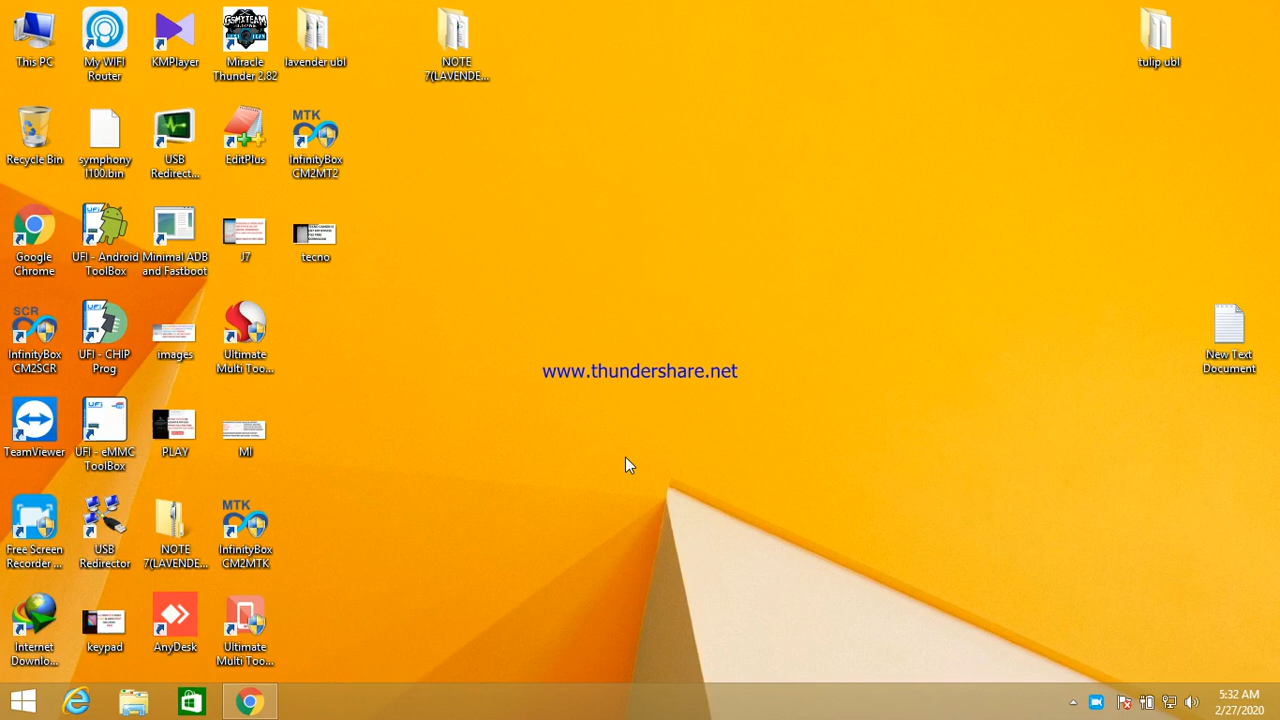 This PC
My WIFI
Router
KMPlayer
GSMXTEAM
Miracle
Thunder 2.82
lavender ubl
NOTE
7(LAVENDE...
tulip ubl
Recycle Bin
symphony
I100.bin
USB
Redirect...
EditPlus
MTK
InfinityBox
CM2MT2
Google
Chrome
UFi
UFI - Android
ToolBox
Minimal ADB
and Fastboot
J7
tecno
SCR
InfinityBox
CM2SCR
UFi
UFI - CHIP
Prog
images
Ultimate
Multi Too...
New Text
Document
www.thundershare.net
TeamViewer
UFi
UFI - eMMC
ToolBox
PLAY
MI
Free Screen
Recorder ...
USB
Redirector
NOTE
7(LAVENDE...
MTK
InfinityBox
CM2MTK
Internet
Downlo...
keypad
AnyDesk
Ultimate
Multi Too...
5:32 AM
2/27/2020